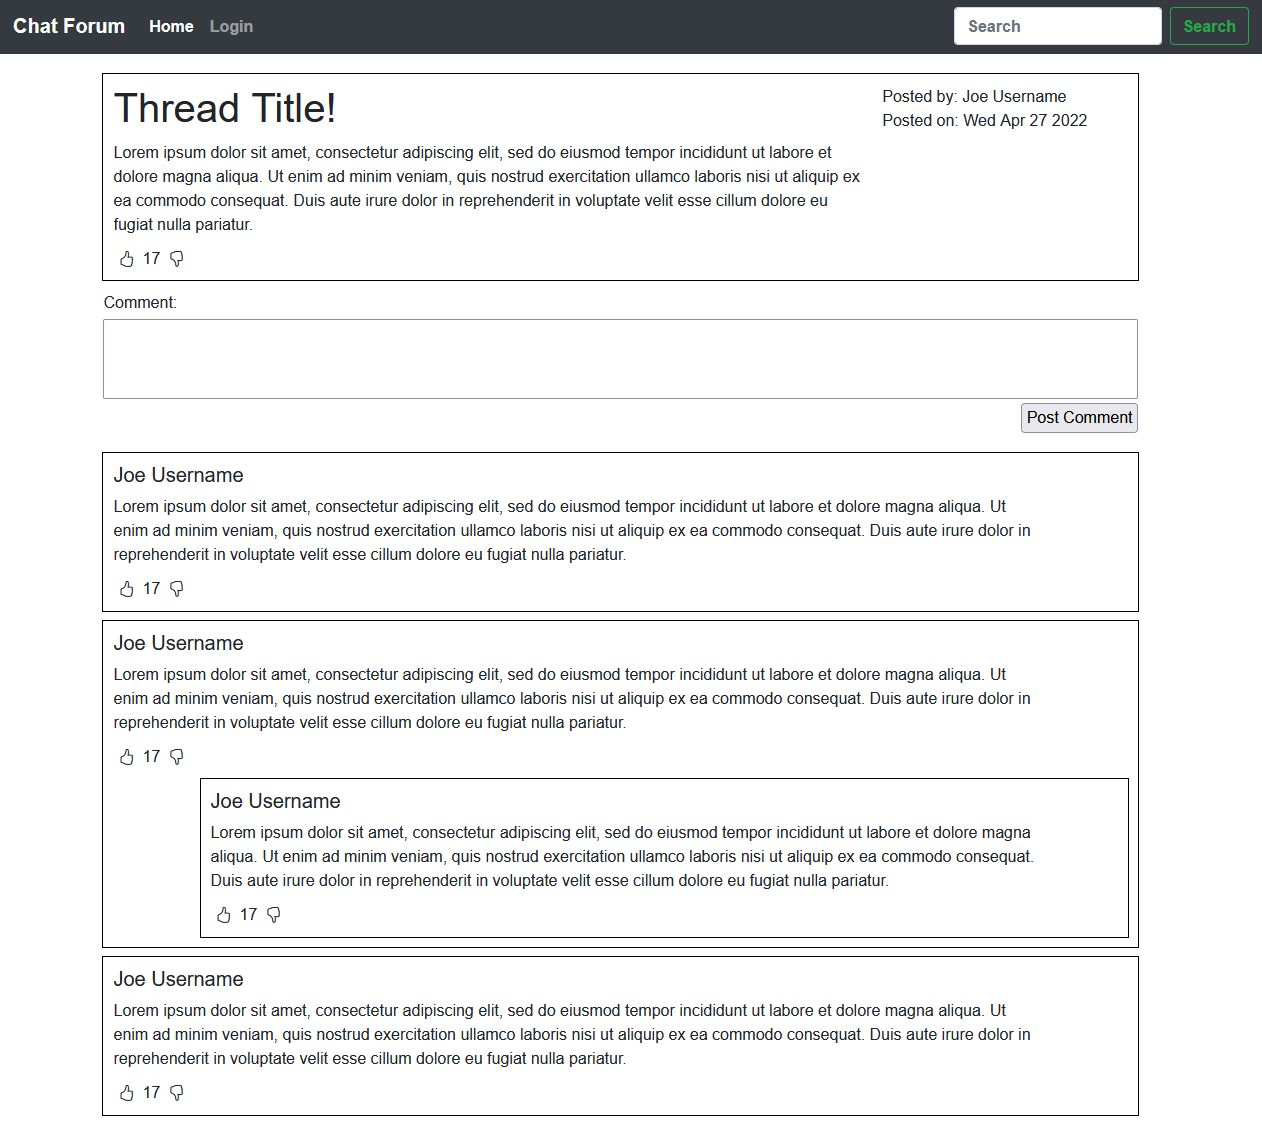 Chat Forum Home Login Search Search
Thread Title!
Posted by: Joe Username
Posted on: Wed Apr 27 2022
Lorem ipsum dolor sit amet, consectetur adipiscing elit, sed do eiusmod tempor incididunt ut labore et
dolore magna aliqua. Ut enim ad minim veniam, quis nostrud exercitation ullamco laboris nisi ut aliquip ex
ea commodo consequat. Duis aute irure dolor in reprehenderit in voluptate velit esse cillum dolore eu
fugiat nulla pariatur.
17
Comment:
Post Comment
Joe Username
Lorem ipsum dolor sit amet, consectetur adipiscing elit, sed do eiusmod tempor incididunt ut labore et dolore magna aliqua. Ut
enim ad minim veniam, quis nostrud exercitation ullamco laboris nisi ut aliquip ex ea commodo consequat. Duis aute irure dolor in
reprehenderit in voluptate velit esse cillum dolore eu fugiat nulla pariatur.
17
Joe Username
Lorem ipsum dolor sit amet, consectetur adipiscing elit, sed do eiusmod tempor incididunt ut labore et dolore magna aliqua. Ut
enim ad minim veniam, quis nostrud exercitation ullamco laboris nisi ut aliquip ex ea commodo consequat. Duis aute irure dolor in
reprehenderit in voluptate velit esse cillum dolore eu fugiat nulla pariatur.
17
Joe Username
Lorem ipsum dolor sit amet, consectetur adipiscing elit, sed do eiusmod tempor incididunt ut labore et dolore magna
aliqua. Ut enim ad minim veniam, quis nostrud exercitation ullamco laboris nisi ut aliquip ex ea commodo consequat.
Duis aute irure dolor in reprehenderit in voluptate velit esse cillum dolore eu fugiat nulla pariatur.
17
Joe Username
Lorem ipsum dolor sit amet, consectetur adipiscing elit, sed do eiusmod tempor incididunt ut labore et dolore magna aliqua. Ut
enim ad minim veniam, quis nostrud exercitation ullamco laboris nisi ut aliquip ex ea commodo consequat. Duis aute irure dolor in
reprehenderit in voluptate velit esse cillum dolore eu fugiat nulla pariatur.
17